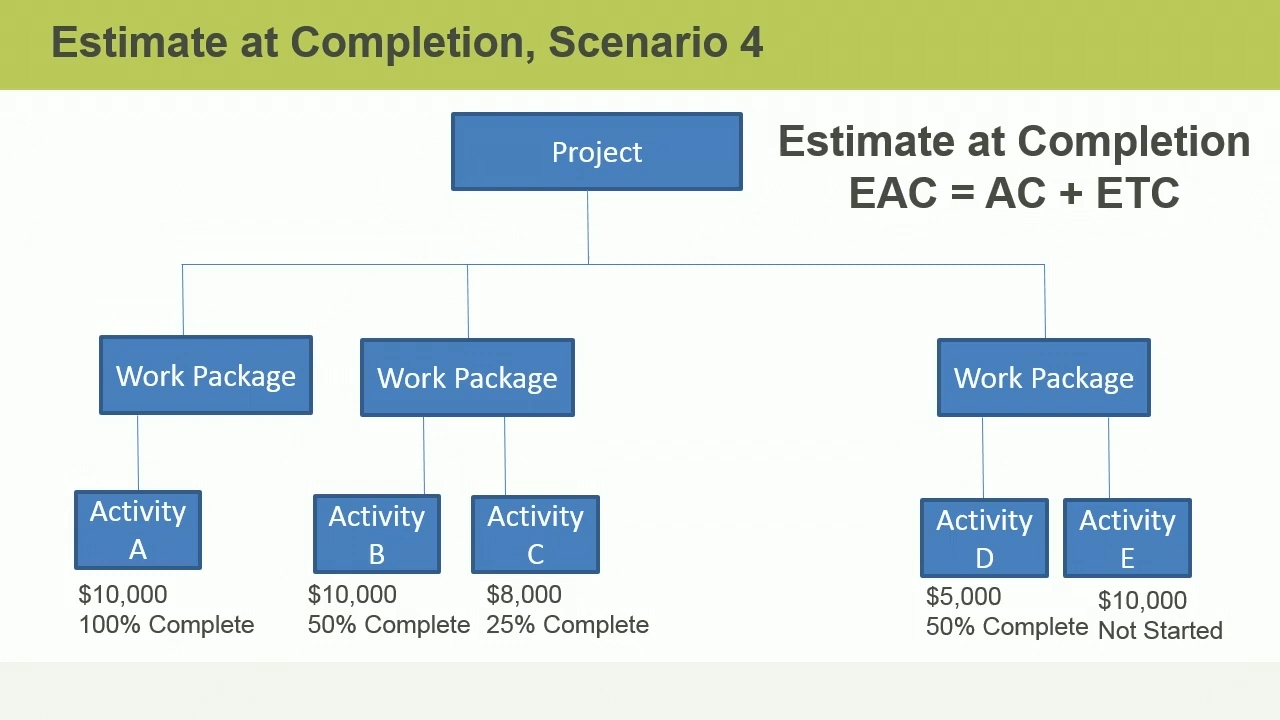 Estimate at Completion, Scenario 4
Project
Estimate at Completion
EAC = AC + ETC
Work Package
Work Package
Work Package
Activity
A
$10,000
100% Complete
Activity
B
$10,000
50% Complete
Activity
C
$8,000
25% Complete
Activity
D
$5,000
50% Complete
Activity
E
$10,000
Not Started